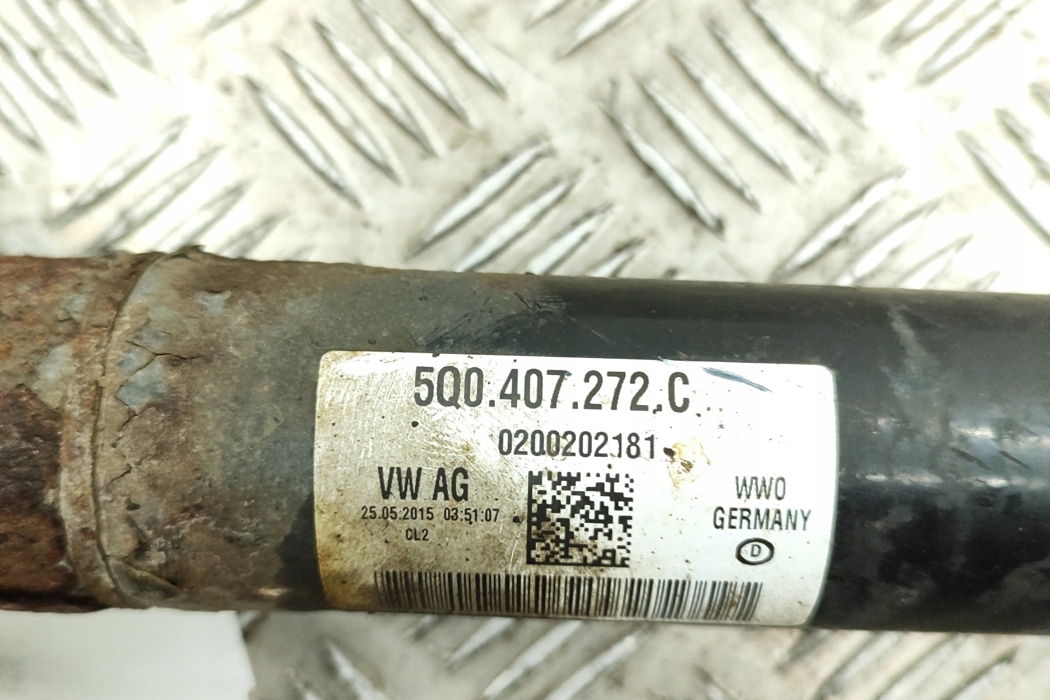 5Q0.407.272.C
0200202181
VW AG
25.05.2015 03:51:07
CL2
WWO
GERMANY
D